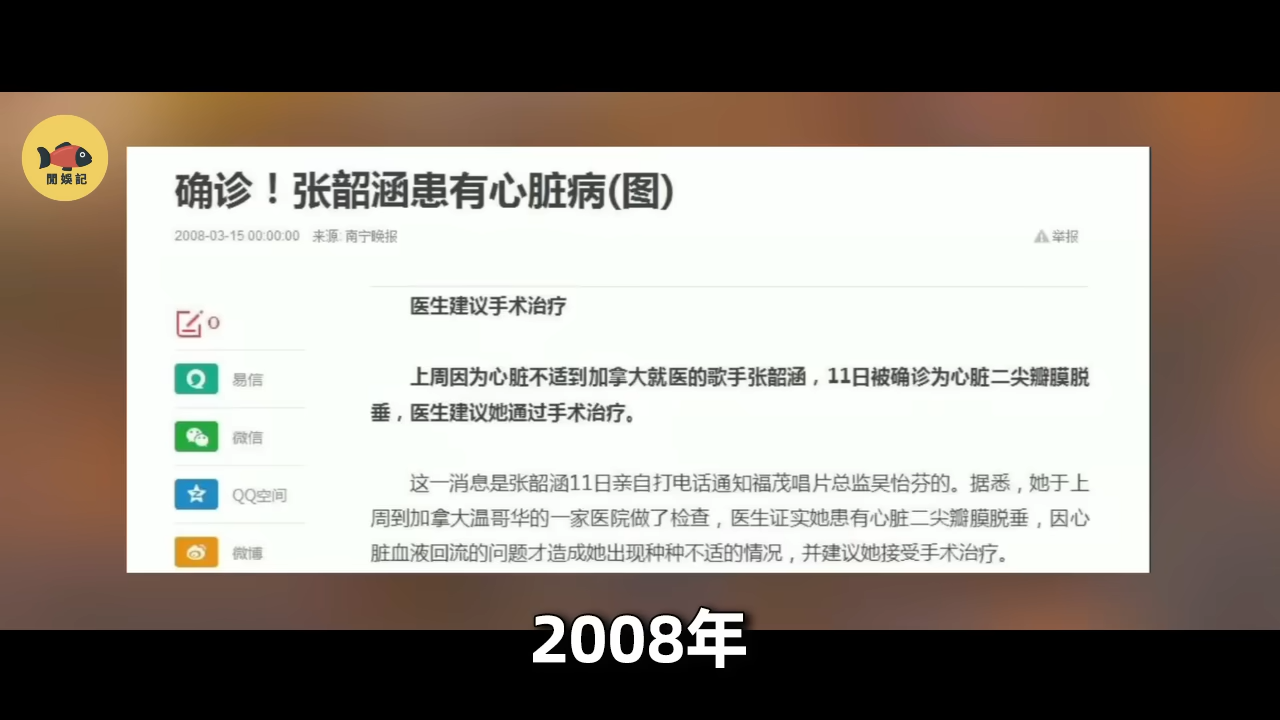 閒娛記
确诊！张韶涵患有心脏病(图)
2008-03-15 00:00:00 来源: 南宁晚报
举报
0
易信
微信
QQ空间
微博
医生建议手术治疗
上周因为心脏不适到加拿大就医的歌手张韶涵，11日被确诊为心脏二尖瓣膜脱
垂，医生建议她通过手术治疗。
这一消息是张韶涵11日亲自打电话通知福茂唱片总监吴怡芬的。据悉，她于上
周到加拿大温哥华的一家医院做了检查，医生证实她患有心脏二尖瓣膜脱垂，因心
脏血液回流的问题才造成她出现种种不适的情况，并建议她接受手术治疗。
2008年